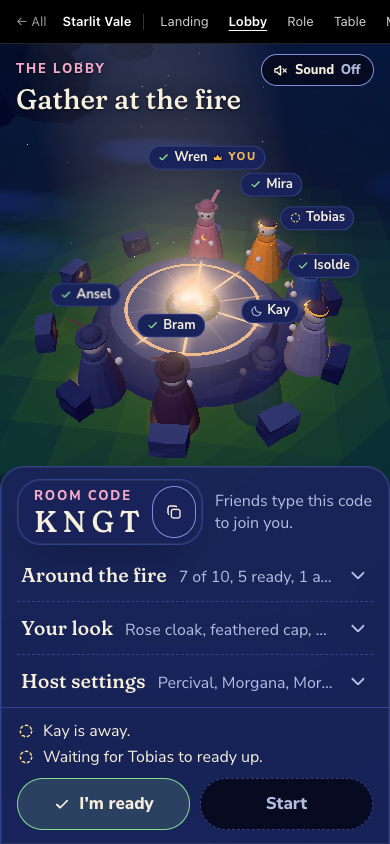 ← All Starlit Vale Landing Lobby Role Table
THE LOBBY
Sound Off
Gather at the fire
Wren YOU
Mira
Tobias
Isolde
Ansel
Kay
Bram
ROOM CODE
KNGT
Friends type this code
to join you.
Around the fire 7 of 10, 5 ready, 1 a...
Your look Rose cloak, feathered cap, ...
Host settings Percival, Morgana, Mor...
Kay is away.
Waiting for Tobias to ready up.
I'm ready
Start